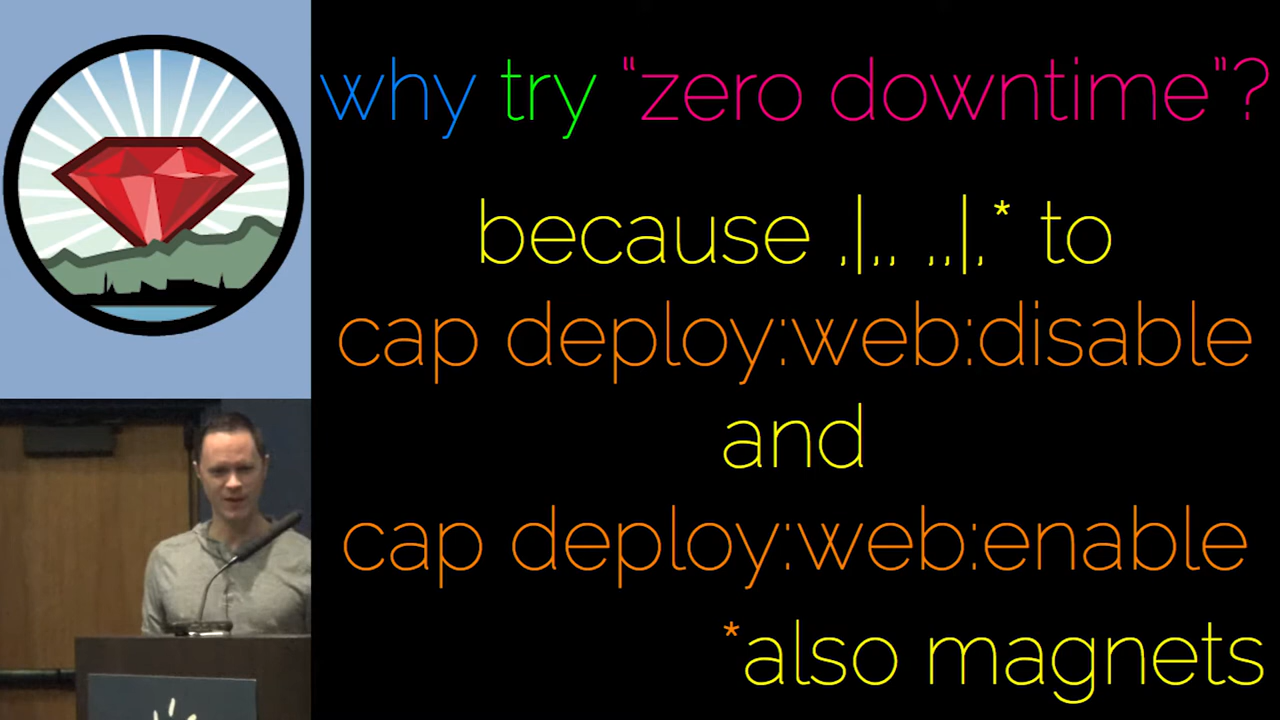 why try “zero downtime”?
because ,|,, ,,|,* to
cap deploy:web:disable
and
cap deploy:web:enable
*also magnets